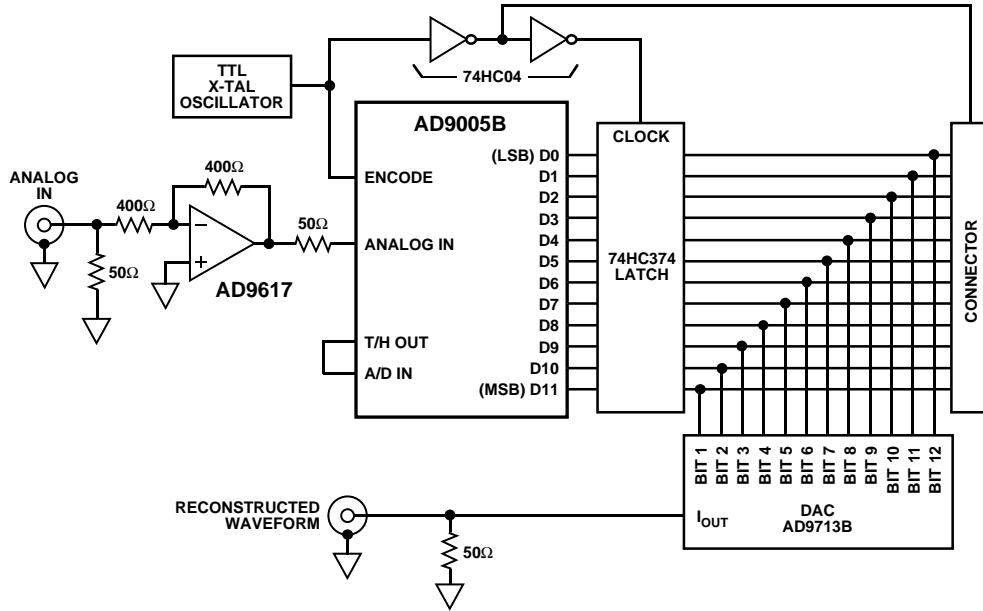 TTL
X-TAL
OSCILLATOR
74HC04
AD9005B
ENCODE
ANALOG IN
T/H OUT
A/D IN
(LSB) D0
D1
D2
D3
D4
D5
D6
D7
D8
D9
D10
(MSB) D11
CLOCK
74HC374
LATCH
CONNECTOR
ANALOG
IN
400Ω
400Ω
50Ω
50Ω
AD9617
BIT 1
BIT 2
BIT 3
BIT 4
BIT 5
BIT 6
BIT 7
BIT 8
BIT 9
BIT 10
BIT 11
BIT 12
IOUT
DAC
AD9713B
RECONSTRUCTED
WAVEFORM
50Ω